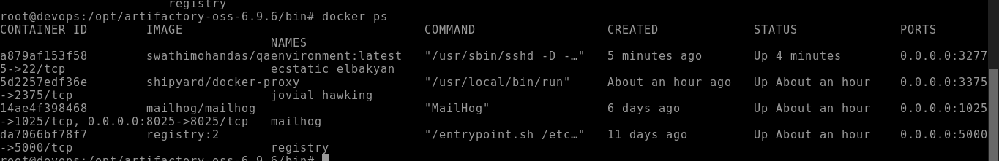 registry
root@devops:/opt/artifactory-oss-6.9.6/bin# docker ps
CONTAINER ID        IMAGE                                 COMMAND                  CREATED             STATUS              PORTS
NAMES
a879af153f58        swathimohandas/qaenvironment:latest   "/usr/sbin/sshd -D -…"   5 minutes ago       Up 4 minutes        0.0.0.0:3277
5->22/tcp                            ecstatic elbakyan
5d2257edf36e        shipyard/docker-proxy                 "/usr/local/bin/run"     About an hour ago   Up About an hour    0.0.0.0:3375
->2375/tcp                           jovial hawking
14ae4f398468        mailhog/mailhog                       "MailHog"                6 days ago          Up About an hour    0.0.0.0:1025
->1025/tcp, 0.0.0.0:8025->8025/tcp   mailhog
da7066bf78f7        registry:2                            "/entrypoint.sh /etc…"   11 days ago         Up About an hour    0.0.0.0:5000
->5000/tcp                           registry
root@devops:/opt/artifactory-oss-6.9.6/bin#